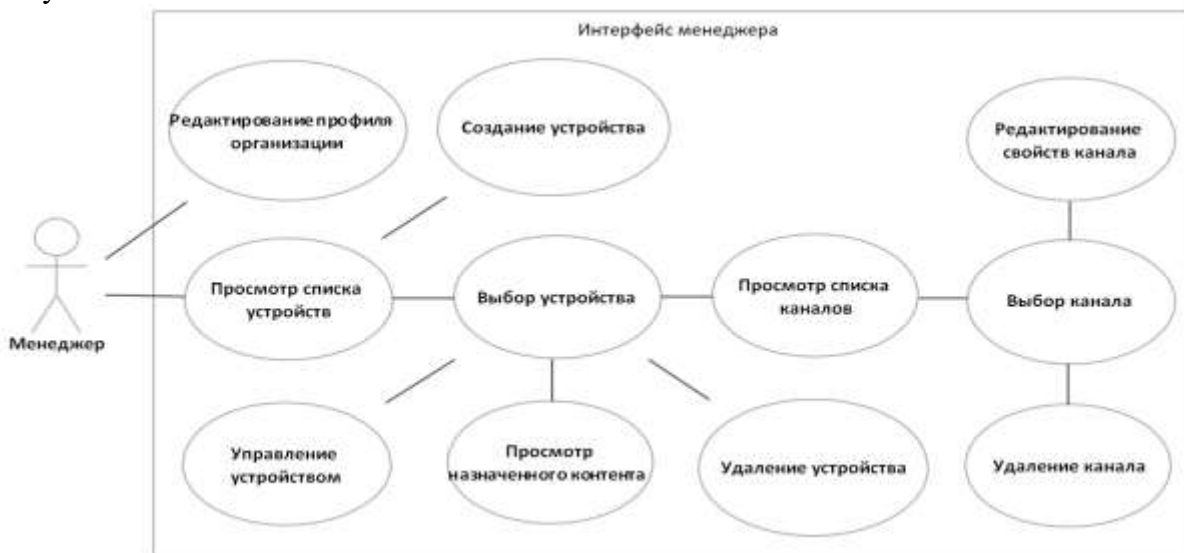 Интерфейс менеджера
Редактирование профиля
организации
Создание устройства
Редактирование
свойств канала
Просмотр списка
устройств
Выбор устройства
Просмотр списка
каналов
Выбор канала
Менеджер
Управление
устройством
Просмотр
назначенного контента
Удаление устройства
Удаление канала